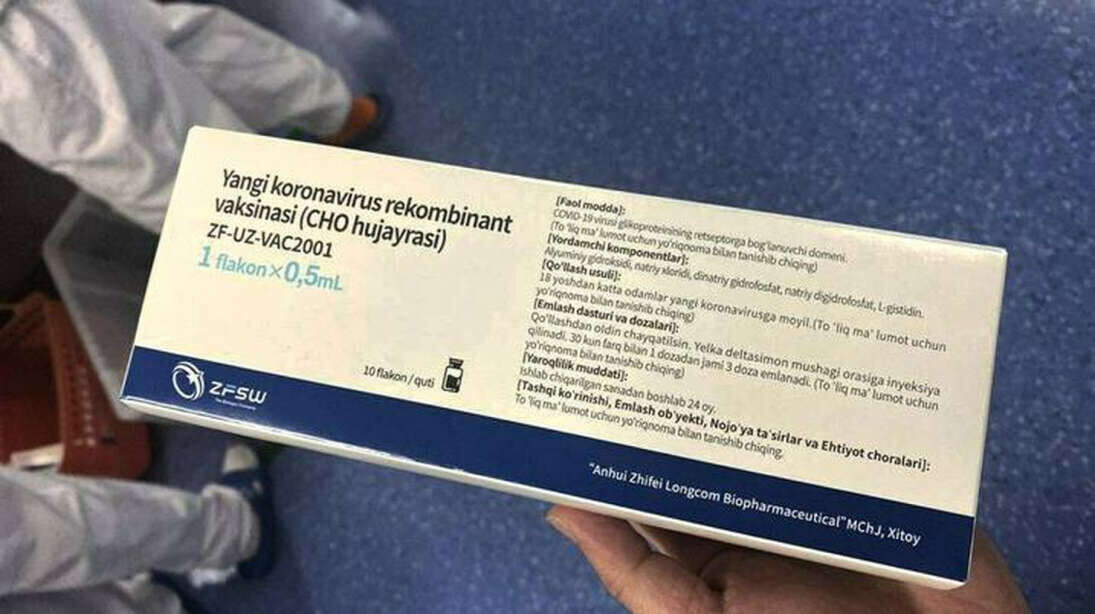 Yangi koronavirus rekombinant
vaksinasi (CHO hujayrasi)
ZF-UZ-VAC2001
1 flakon×0,5mL
10 flakon/quti
ZFSW
[Faol modda]:
COVID-19 virusi glikoproteinining retseptorga bog'lanuvchi domeni.
(To 'liq ma' lumot uchun yo'riqnoma bilan tanishib chiqing)
[Yordamchi komponentlar]:
Alyuminiy gidroksidi, natriy xloridi, dinatriy gidrofosfat, natriy digidrofosfat, L-gistidin.
[Qo'llash usuli]:
18 yoshdan katta odamlar yangi koronavirusga moyil.(To 'liq ma' lumot uchun
yo'riqnoma bilan tanishib chiqing)
[Emlash dasturi va dozalari]:
Qo'llashdan oldin chayqatilsin. Yelka deltasimon mushagi orasiga inyeksiya
qilinadi, 30 kun farq bilan 1 dozadan jami 3 doza emlanadi. (To 'liq ma' lumot uchun
yo'riqnoma bilan tanishib chiqing)
[Yaroqlilik muddati]:
Ishlab chiqarilgan sanadan boshlab 24 oy.
[Tashqi ko'rinishi, Emlash ob'yekti, Nojo'ya ta'sirlar va Ehtiyot choralari]:
To 'liq ma' lumot uchun yo'riqnoma bilan tanishib chiqing.
"Anhui Zhifei Longcom Biopharmaceutical" MChJ, Xitoy